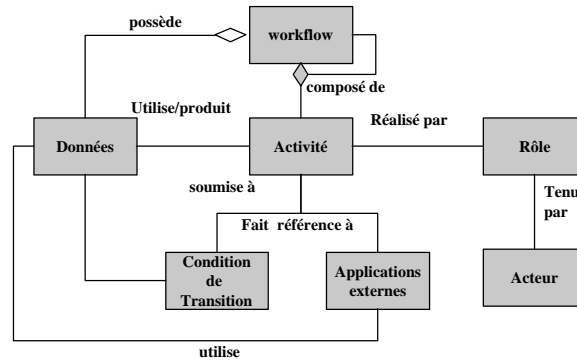 possède
workflow
composé de
Utilise/produit
Réalisé par
Données
Activité
Rôle
soumise à
Tenu
par
Fait référence à
Condition
de
Transition
Applications
externes
Acteur
utilise